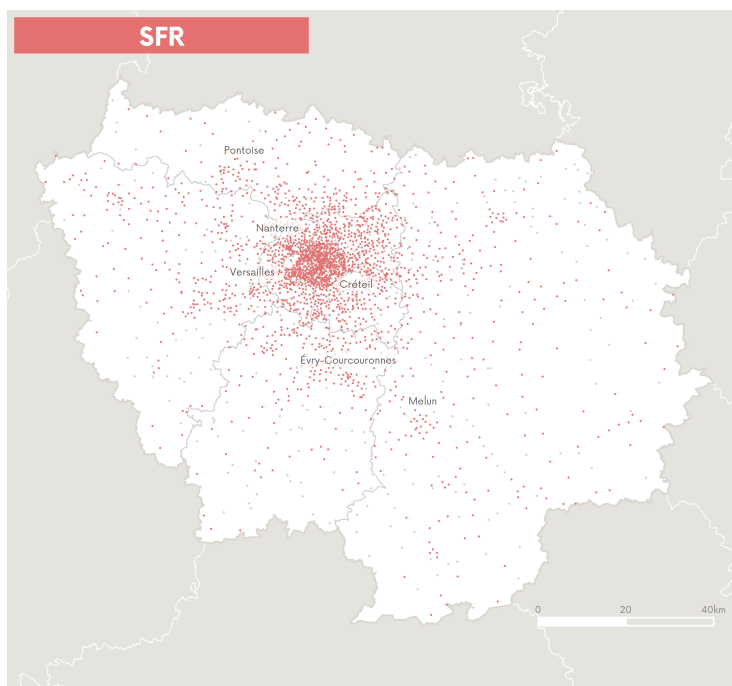 SFR
Pontoise
Nanterre
Versailles
Créteil
Évry-Courcouronnes
Melun
0 20 40km